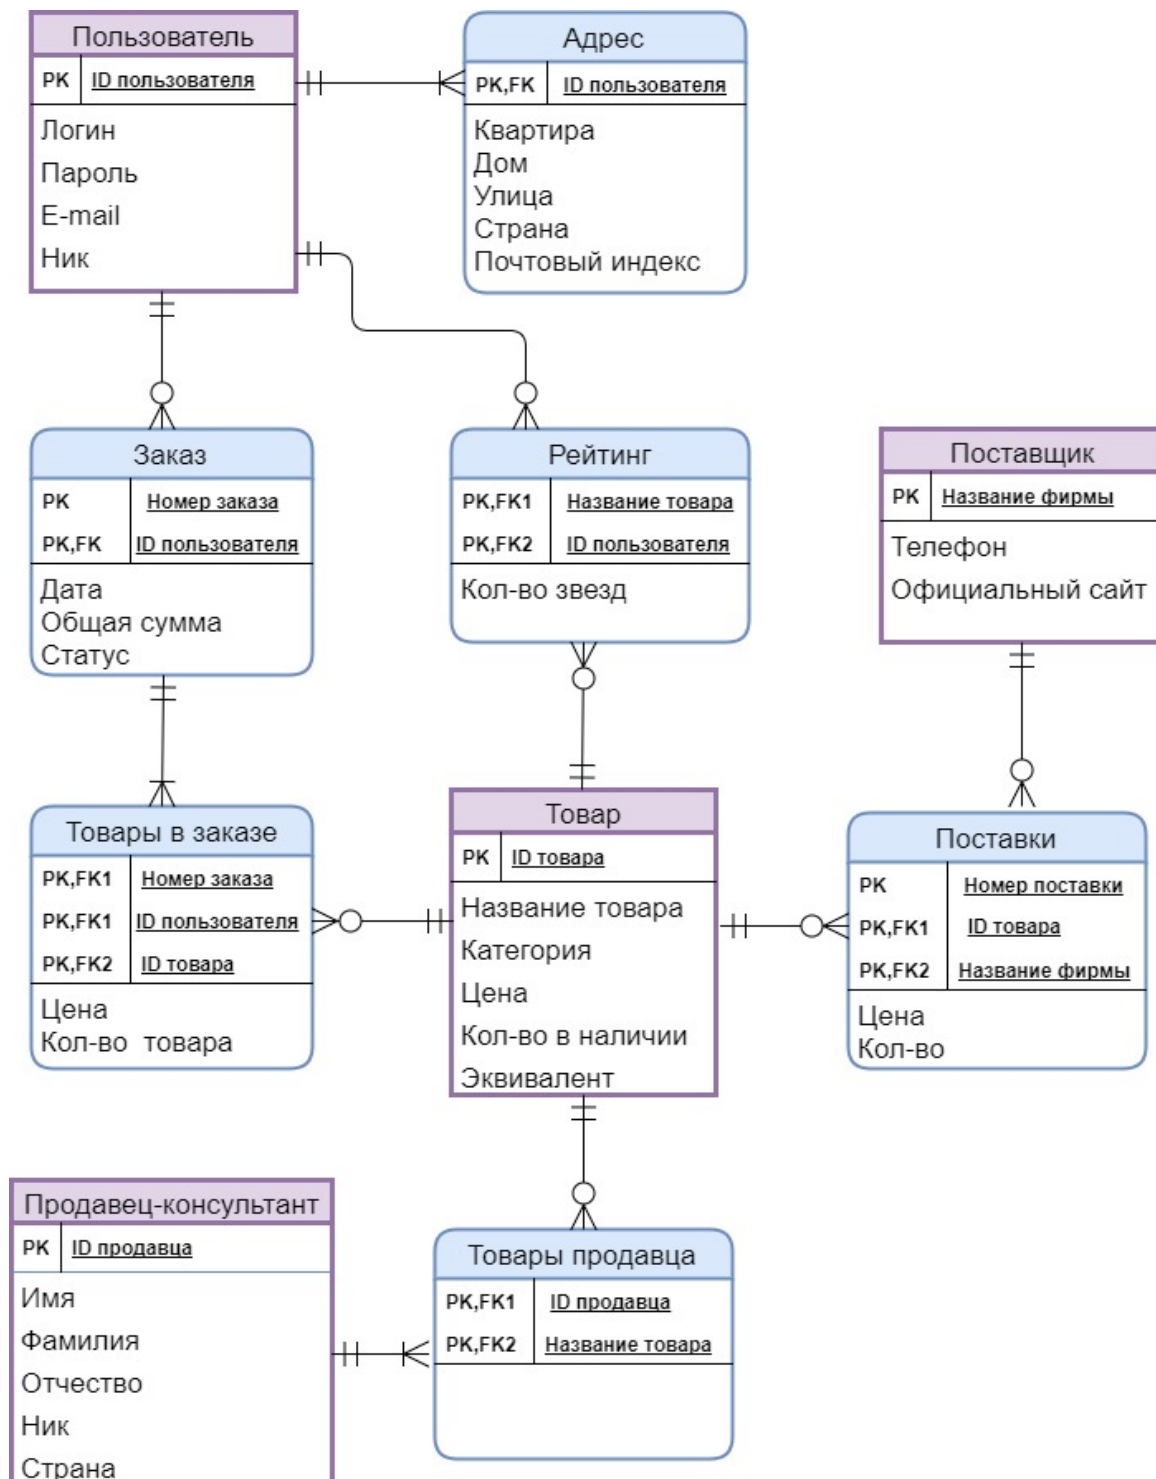 Пользователь
PK ID пользователя
Логин
Пароль
E-mail
Ник
Адрес
PK,FK ID пользователя
Квартира
Дом
Улица
Страна
Почтовый индекс
Заказ
PK Номер заказа
PK,FK ID пользователя
Дата
Общая сумма
Статус
Рейтинг
PK,FK1 Название товара
PK,FK2 ID пользователя
Кол-во звезд
Поставщик
PK Название фирмы
Телефон
Официальный сайт
Товары в заказе
PK,FK1 Номер заказа
PK,FK1 ID пользователя
PK,FK2 ID товара
Цена
Кол-во товара
Товар
PK ID товара
Название товара
Категория
Цена
Кол-во в наличии
Эквивалент
Поставки
PK Номер поставки
PK,FK1 ID товара
PK,FK2 Название фирмы
Цена
Кол-во
Продавец-консультант
PK ID продавца
Имя
Фамилия
Отчество
Ник
Страна
Товары продавца
PK,FK1 ID продавца
PK,FK2 Название товара